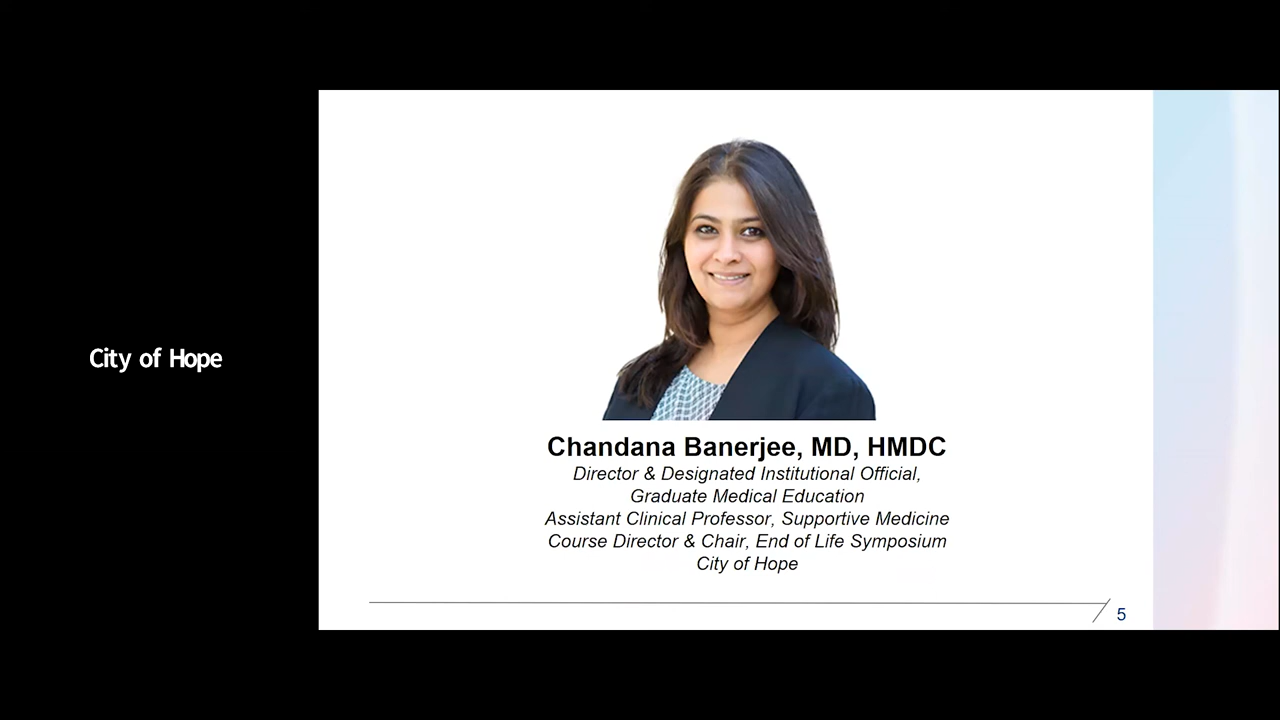 City of Hope
Chandana Banerjee, MD, HMDC
Director & Designated Institutional Official,
Graduate Medical Education
Assistant Clinical Professor, Supportive Medicine
Course Director & Chair, End of Life Symposium
City of Hope
5